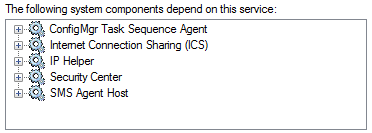 The following system components depend on this service:
ConfigMgr Task Sequence Agent
Internet Connection Sharing (ICS)
IP Helper
Security Center
SMS Agent Host